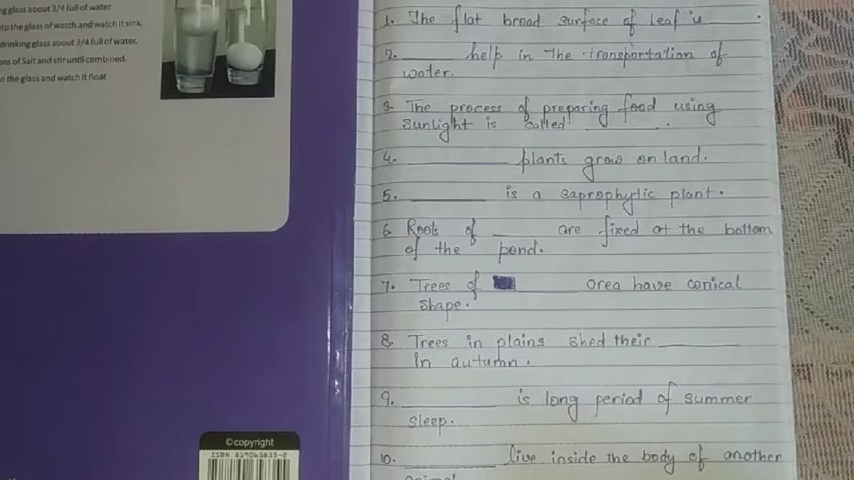 ng glass about 3/4 full of water.
to the glass of watch and watch it sink.
drinking glass about 3/4 full of water.
ons of Salt and stir until combined.
o the glass and watch it float
©copyright
1. The flat broad surface of leaf is ______.
2. ______ help in the transportation of
water.
3. The process of preparing food using
sunlight is called ______.
4. ______ plants grow on land.
5. ______ is a saprophylic plant.
6. Roots of ______ are fixed at the bottom
of the pond.
7. Trees of ______ area have conical
shape.
8. Trees in plains shed their ______
in autumn.
9. ______ is long period of summer
sleep.
10. ______ live inside the body of another